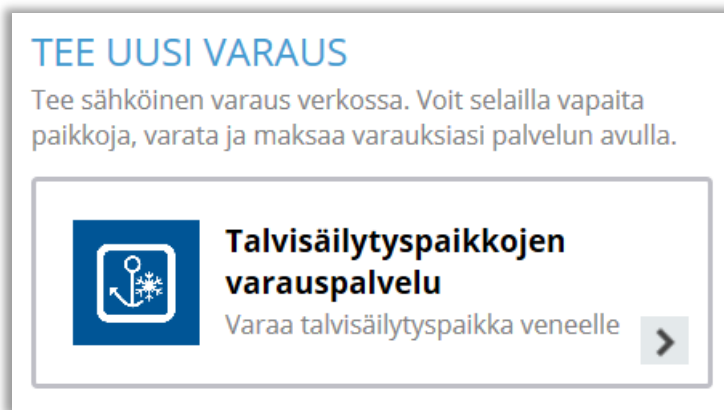 TEE UUSI VARAUS
Tee sähköinen varaus verkossa. Voit selailla vapaita
paikkoja, varata ja maksaa varauksiasi palvelun avulla.
Talvisäilytyspaikkojen
varauspalvelu
Varaa talvisäilytyspaikka veneelle